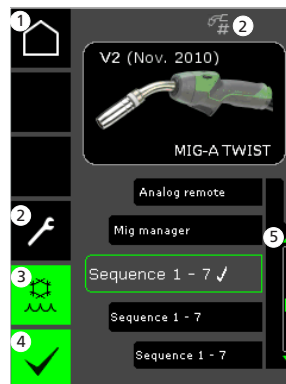 1
#
2
V2 (Nov. 2010)
MIG-A TWIST
Analog remote
2
Mig manager
5
Sequence 1 - 7 ✓
3
Sequence 1 - 7
4
Sequence 1 - 7